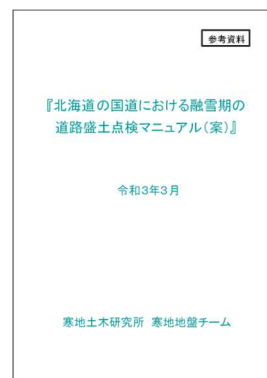 参考資料
『北海道の国道における融雪期の
道路盛土点検マニュアル（案）』
令和3年3月
寒地土木研究所 寒地地盤チーム